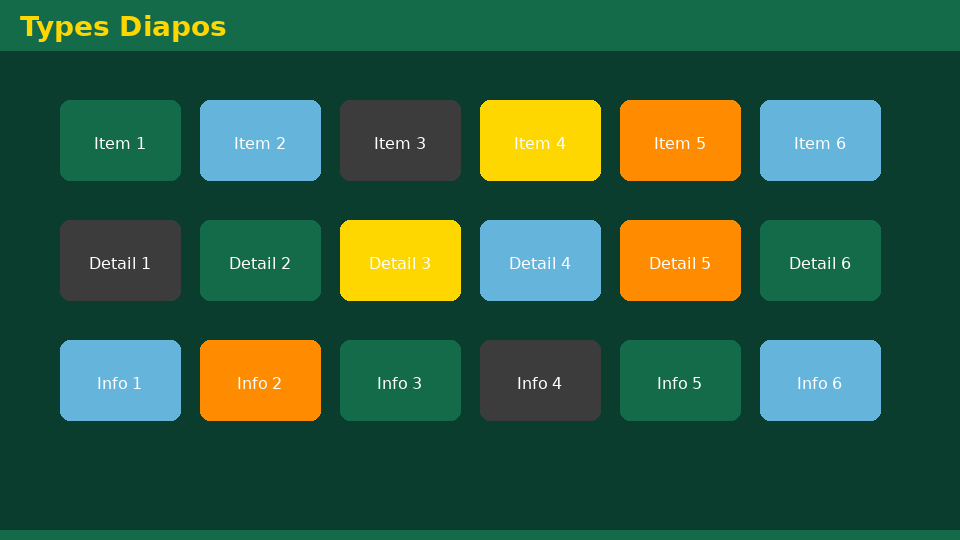 Types Diapos
Item 1 Item 2 Item 3 Item 4 Item 5 Item 6
Detail 1 Detail 2 Detail 3 Detail 4 Detail 5 Detail 6
Info 1 Info 2 Info 3 Info 4 Info 5 Info 6